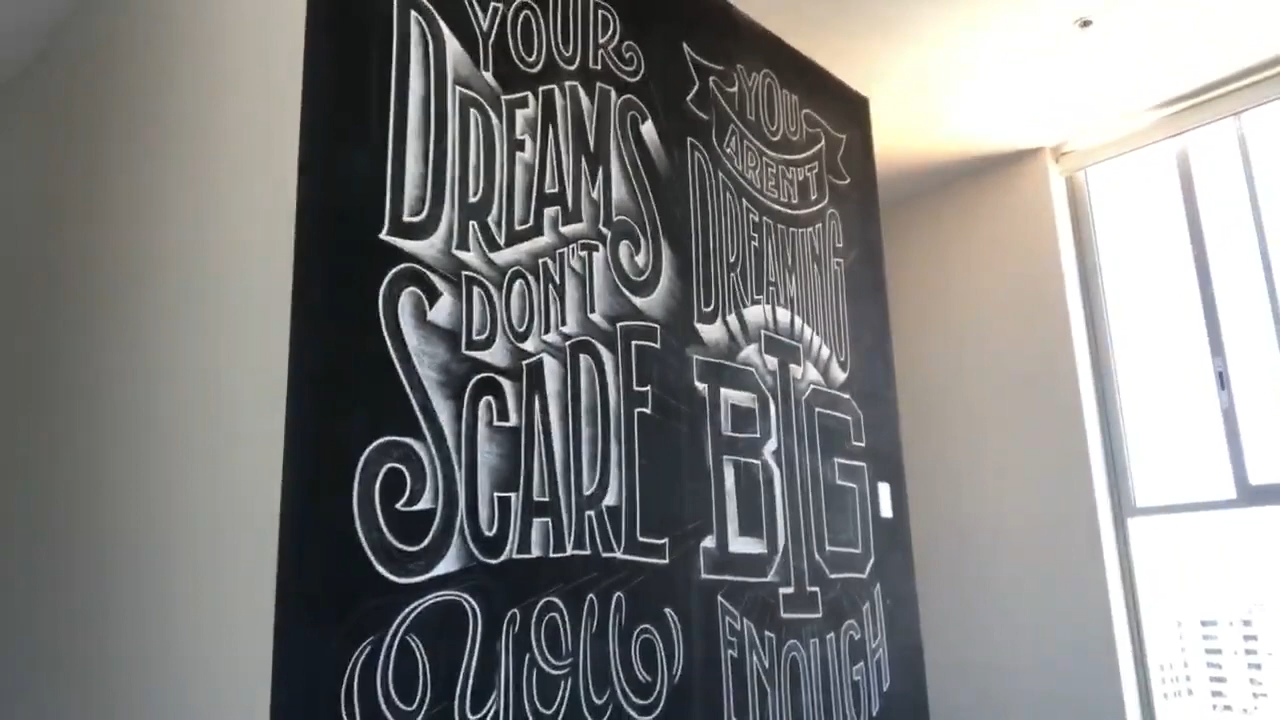 YOUR
DREAMS
DON'T
SCARE
you
YOU
AREN'T
DREAMING
BIG
ENOUGH